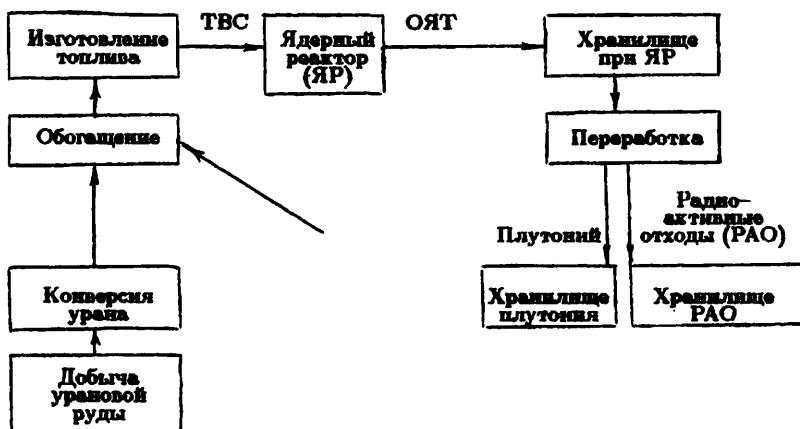 Изготовление
топлива
ТВС
Ядерный
реактор
(ЯР)
ОЯТ
Хранилище
при ЯР
Обогащение
Переработка
Плутоний
Радио-
активные
отходы (РАО)
Конверсия
урана
Хранилище
плутония
Хранилище
РАО
Добыча
урановой
руды